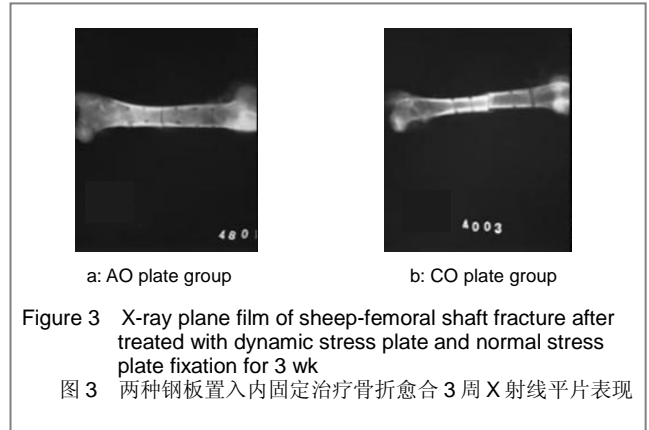 480
4003
a: AO plate group
b: CO plate group
Figure 3 X-ray plane film of sheep-femoral shaft fracture after
treated with dynamic stress plate and normal stress
plate fixation for 3 wk
图 3 两种钢板置入内固定治疗骨折愈合 3 周 X 射线平片表现